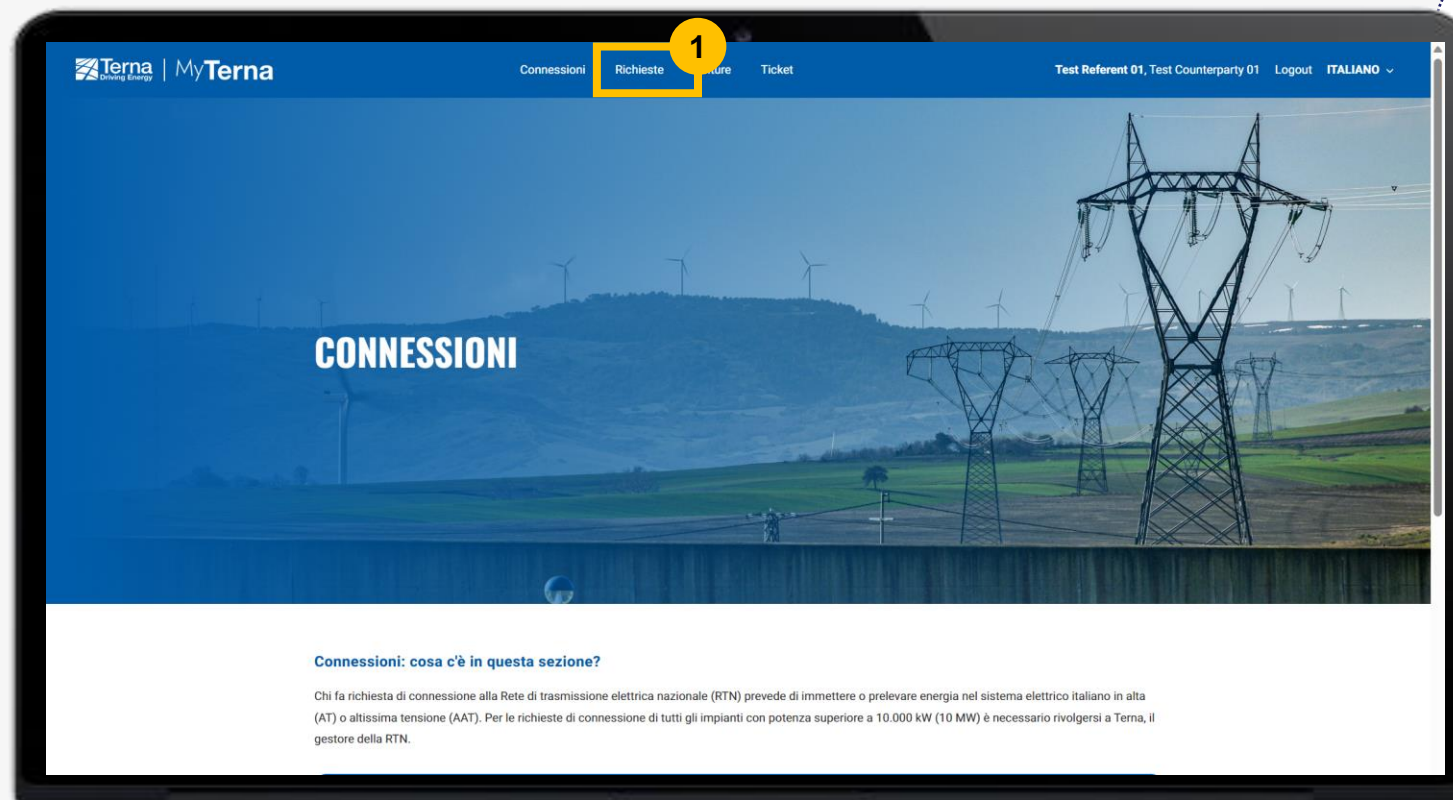 1
Terna Driving Energy | MyTerna
Connessioni Richieste Ticket
Test Referent 01, Test Counterparty 01 Logout ITALIANO
CONNESSIONI
Connessioni: cosa c'è in questa sezione?
Chi fa richiesta di connessione alla Rete di trasmissione elettrica nazionale (RTN) prevede di immettere o prelevare energia nel sistema elettrico italiano in alta
(AT) o altissima tensione (AAT). Per le richieste di connessione di tutti gli impianti con potenza superiore a 10.000 kW (10 MW) è necessario rivolgersi a Terna, il
gestore della RTN.